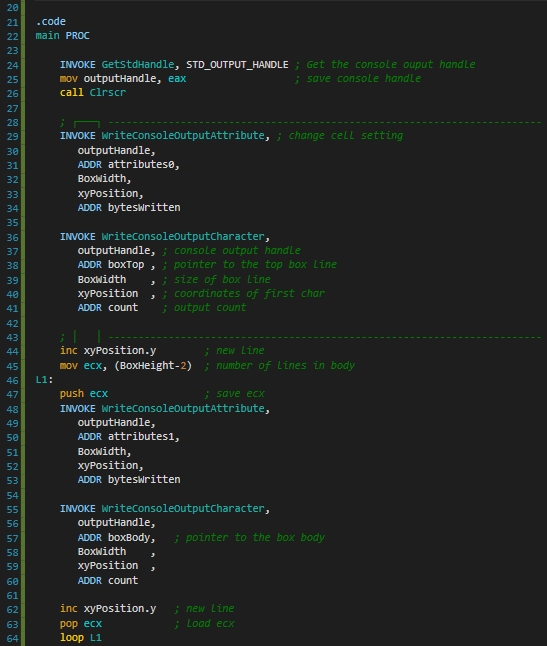 20
21 .code
22 main PROC
23
24     INVOKE GetStdHandle, STD_OUTPUT_HANDLE ; Get the console ouput handle
25     mov outputHandle, eax                  ; save console handle
26     call Clrscr
27
28     ; ┌──┐ ------------------------------------------------------------------------
29     INVOKE WriteConsoleOutputAttribute, ; change cell setting
30        outputHandle,
31        ADDR attributes0,
32        BoxWidth,
33        xyPosition,
34        ADDR bytesWritten
35
36     INVOKE WriteConsoleOutputCharacter,
37        outputHandle, ; console output handle
38        ADDR boxTop , ; pointer to the top box line
39        BoxWidth    , ; size of box line
40        xyPosition  , ; coordinates of first char
41        ADDR count    ; output count
42
43     ; │  │ ------------------------------------------------------------------------
44     inc xyPosition.y        ; new line
45     mov ecx, (BoxHeight-2)  ; number of lines in body
46 L1:
47     push ecx                ; save ecx
48     INVOKE WriteConsoleOutputAttribute,
49        outputHandle,
50        ADDR attributes1,
51        BoxWidth,
52        xyPosition,
53        ADDR bytesWritten
54
55     INVOKE WriteConsoleOutputCharacter,
56        outputHandle,
57        ADDR boxBody,   ; pointer to the box body
58        BoxWidth    ,
59        xyPosition  ,
60        ADDR count
61
62     inc xyPosition.y   ; new line
63     pop ecx            ; load ecx
64     loop L1